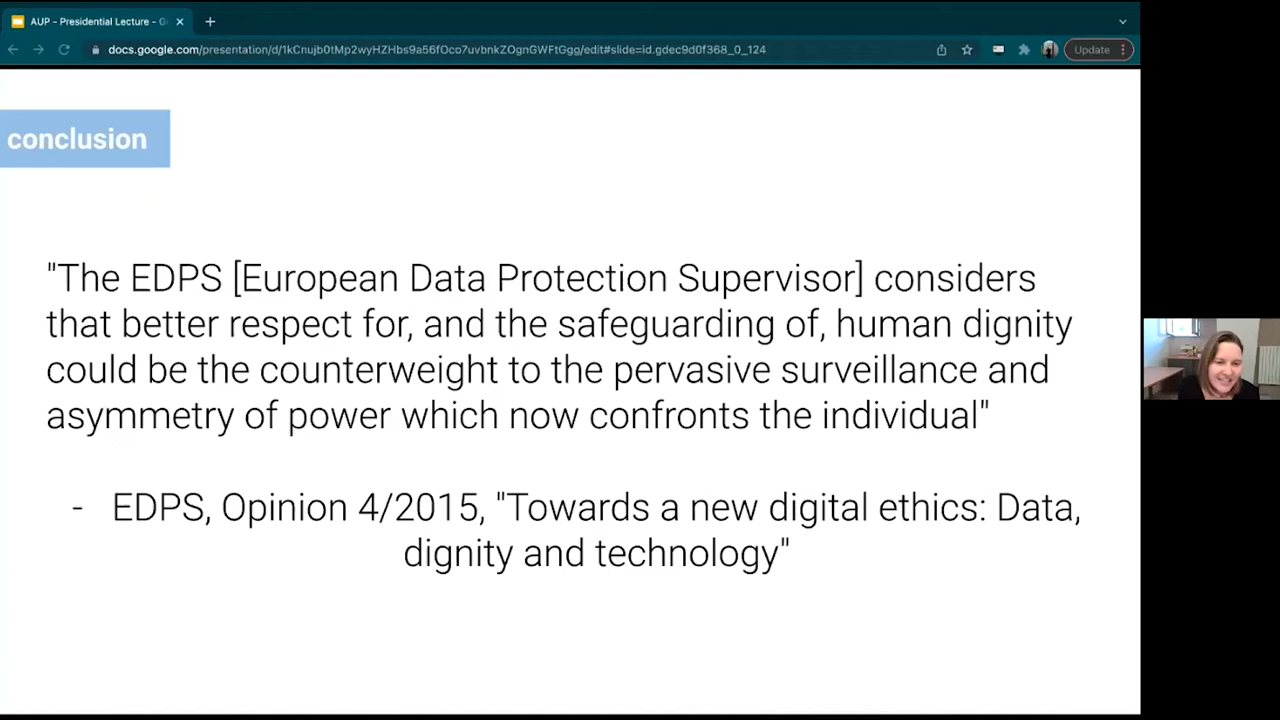 AUP - Presidential Lecture - G
docs.google.com/presentation/d/1kCnujb0tMp2wyHZHbs9a56fOco7uvbnkZOgnGWFtGgg/edit#slide=id.gdec9d0f368_0_124
Update
conclusion
"The EDPS [European Data Protection Supervisor] considers
that better respect for, and the safeguarding of, human dignity
could be the counterweight to the pervasive surveillance and
asymmetry of power which now confronts the individual"
- EDPS, Opinion 4/2015, "Towards a new digital ethics: Data,
dignity and technology"